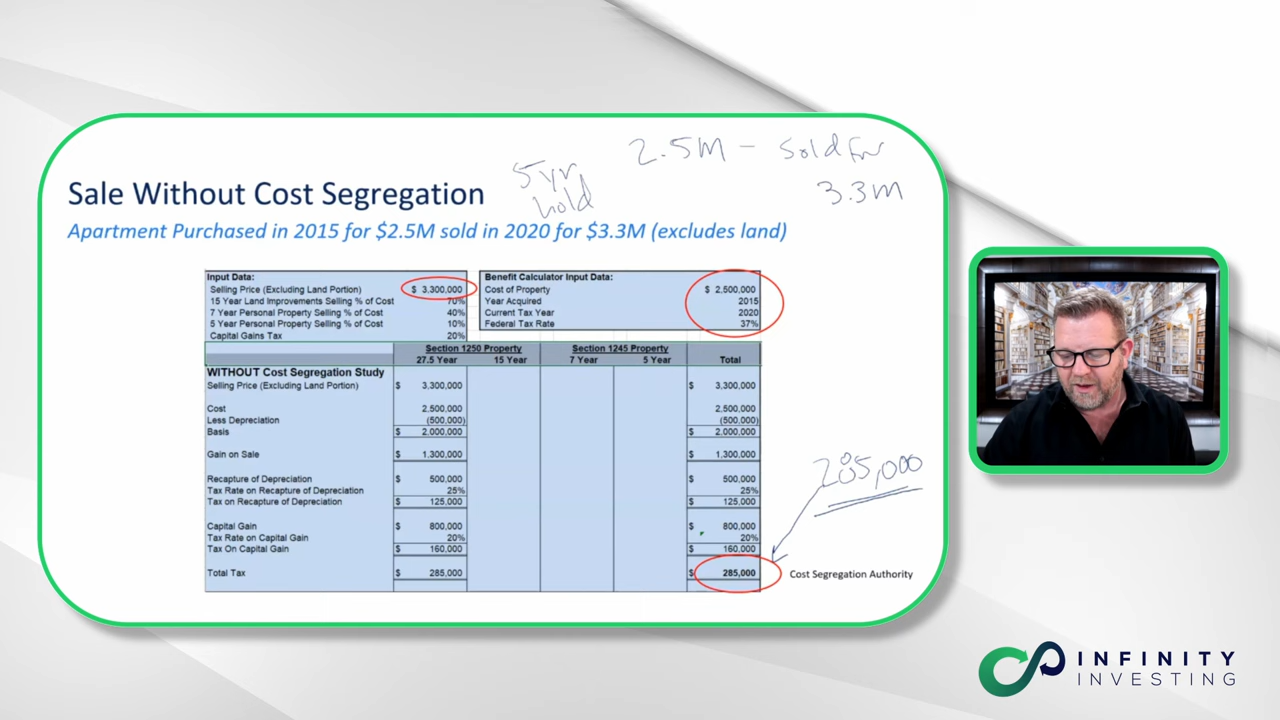 5 yr
hold
2.5M - Sold for
3.3M
Sale Without Cost Segregation
Apartment Purchased in 2015 for $2.5M sold in 2020 for $3.3M (excludes land)
Input Data:
Selling Price (Excluding Land Portion) $ 3,300,000
15 Year Land Improvements Selling % of Cost 70%
7 Year Personal Property Selling % of Cost 40%
5 Year Personal Property Selling % of Cost 10%
Capital Gains Tax 20%
Benefit Calculator Input Data:
Cost of Property $ 2,500,000
Year Acquired 2015
Current Tax Year 2020
Federal Tax Rate 37%
Section 1250 Property Section 1245 Property
27.5 Year 15 Year 7 Year 5 Year Total
WITHOUT Cost Segregation Study
Selling Price (Excluding Land Portion) $ 3,300,000 $ 3,300,000
Cost 2,500,000 2,500,000
Less Depreciation (500,000) (500,000)
Basis $ 2,000,000 $ 2,000,000
Gain on Sale $ 1,300,000 $ 1,300,000
Recapture of Depreciation $ 500,000 $ 500,000
Tax Rate on Recapture of Depreciation 25% 25%
Tax on Recapture of Depreciation $ 125,000 $ 125,000
Capital Gain $ 800,000 $ 800,000
Tax Rate on Capital Gain 20% 20%
Tax On Capital Gain $ 160,000 $ 160,000
Total Tax $ 285,000 $ 285,000
285,000
Cost Segregation Authority
INFINITY
INVESTING